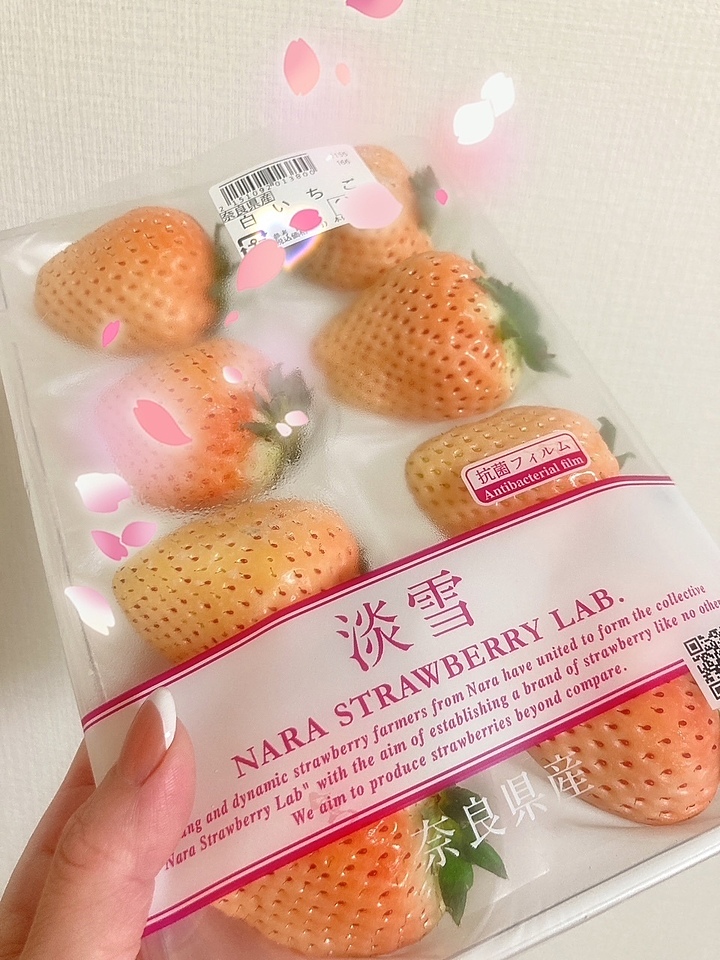 奈良県産
白いちご
抗菌フィルム
Antibacterial film
淡雪
NARA STRAWBERRY LAB.
and dynamic strawberry farmers from Nara have united to form the collective
Nara Strawberry Lab" with the aim of establishing a brand of strawberry like no other
We aim to produce strawberries beyond compare.
奈良県産